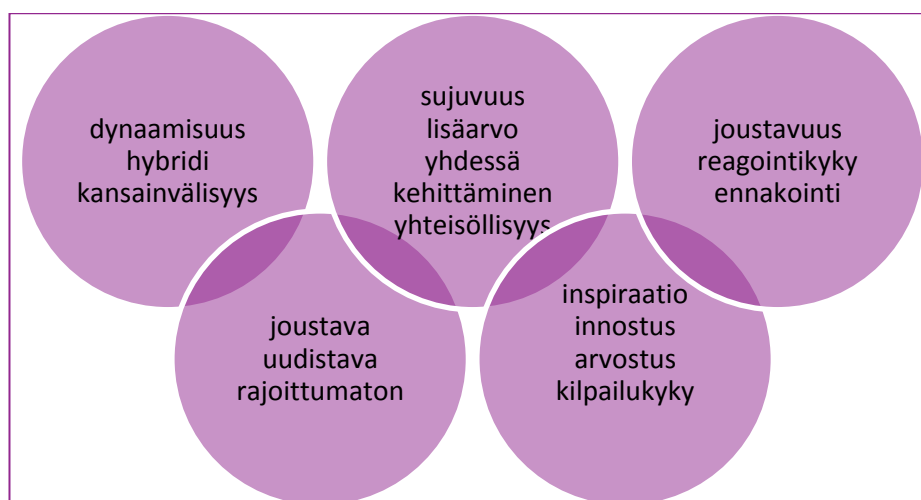 dynaamisuus
hybridi
kansainvälisyys
sujuvuus
lisäarvo
yhdessä
kehittäminen
yhteisöllisyys
joustavuus
reagointikyky
ennakointi
joustava
uudistava
rajoittumaton
inspiraatio
innostus
arvostus
kilpailukyky